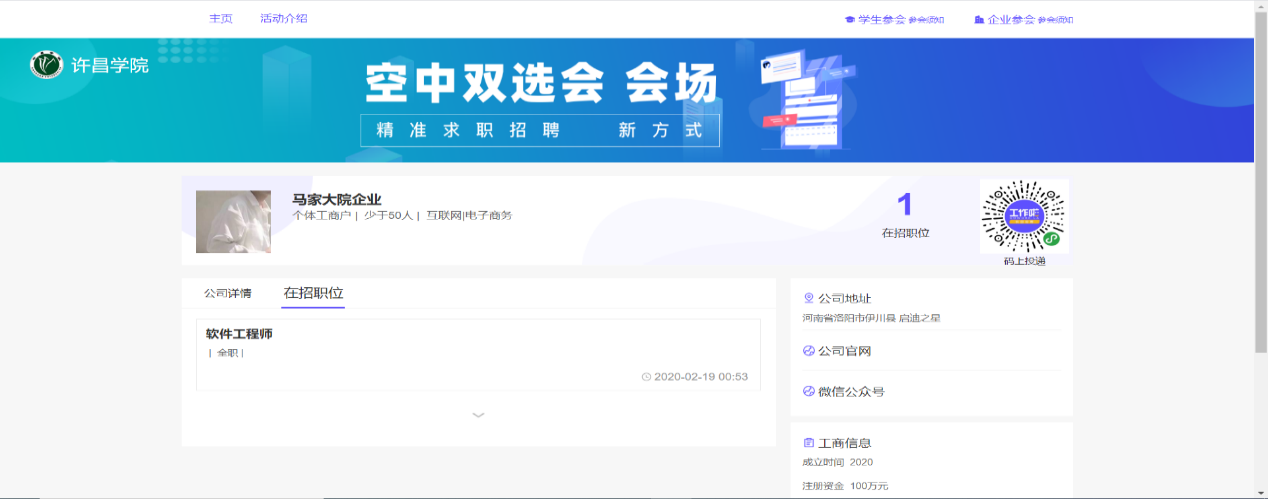 主页 活动介绍 学生参会 参会须知 企业参会 参会须知
许昌学院
空中双选会 会场
精准求职招聘 新方式
马家大院企业
个体工商户 | 少于50人 | 互联网|电子商务
1
在招职位
工作啦
码上投递
公司详情 在招职位
软件工程师
| 全职 |
2020-02-19 00:53
公司地址
河南省洛阳市伊川县 启迪之星
公司官网
微信公众号
工商信息
成立时间 2020
注册资金 100万元